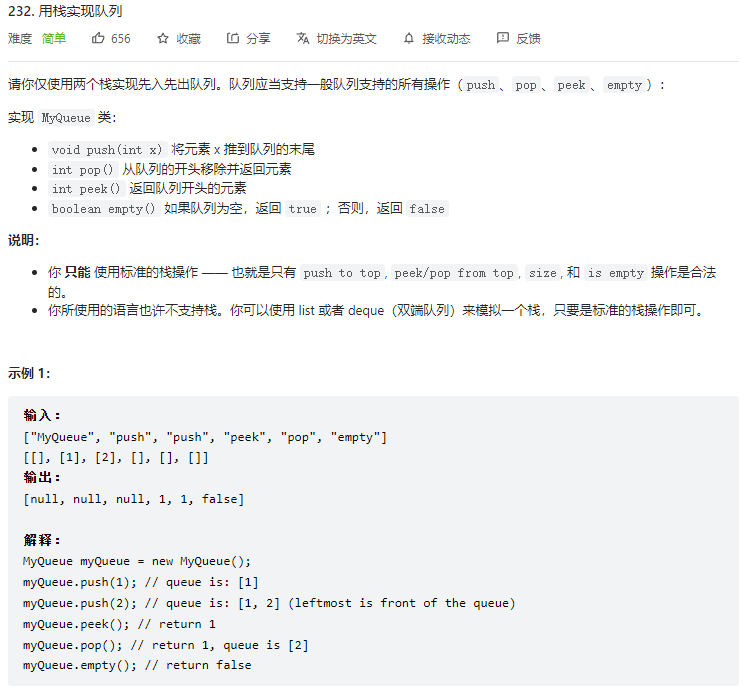 232. 用栈实现队列
难度 简单 656 收藏 分享 切换为英文 接收动态 反馈
请你仅使用两个栈实现先入先出队列。队列应当支持一般队列支持的所有操作（push、pop、peek、empty）：
实现 MyQueue 类：
void push(int x) 将元素 x 推到队列的末尾
int pop() 从队列的开头移除并返回元素
int peek() 返回队列开头的元素
boolean empty() 如果队列为空，返回 true ；否则，返回 false
说明：
你 只能 使用标准的栈操作 —— 也就是只有 push to top, peek/pop from top, size, 和 is empty 操作是合法
的。
你所使用的语言也许不支持栈。你可以使用 list 或者 deque（双端队列）来模拟一个栈，只要是标准的栈操作即可。
示例 1：
输入：
["MyQueue", "push", "push", "peek", "pop", "empty"]
[[], [1], [2], [], [], []]
输出：
[null, null, null, 1, 1, false]
解释：
MyQueue myQueue = new MyQueue();
myQueue.push(1); // queue is: [1]
myQueue.push(2); // queue is: [1, 2] (leftmost is front of the queue)
myQueue.peek(); // return 1
myQueue.pop(); // return 1, queue is [2]
myQueue.empty(); // return false